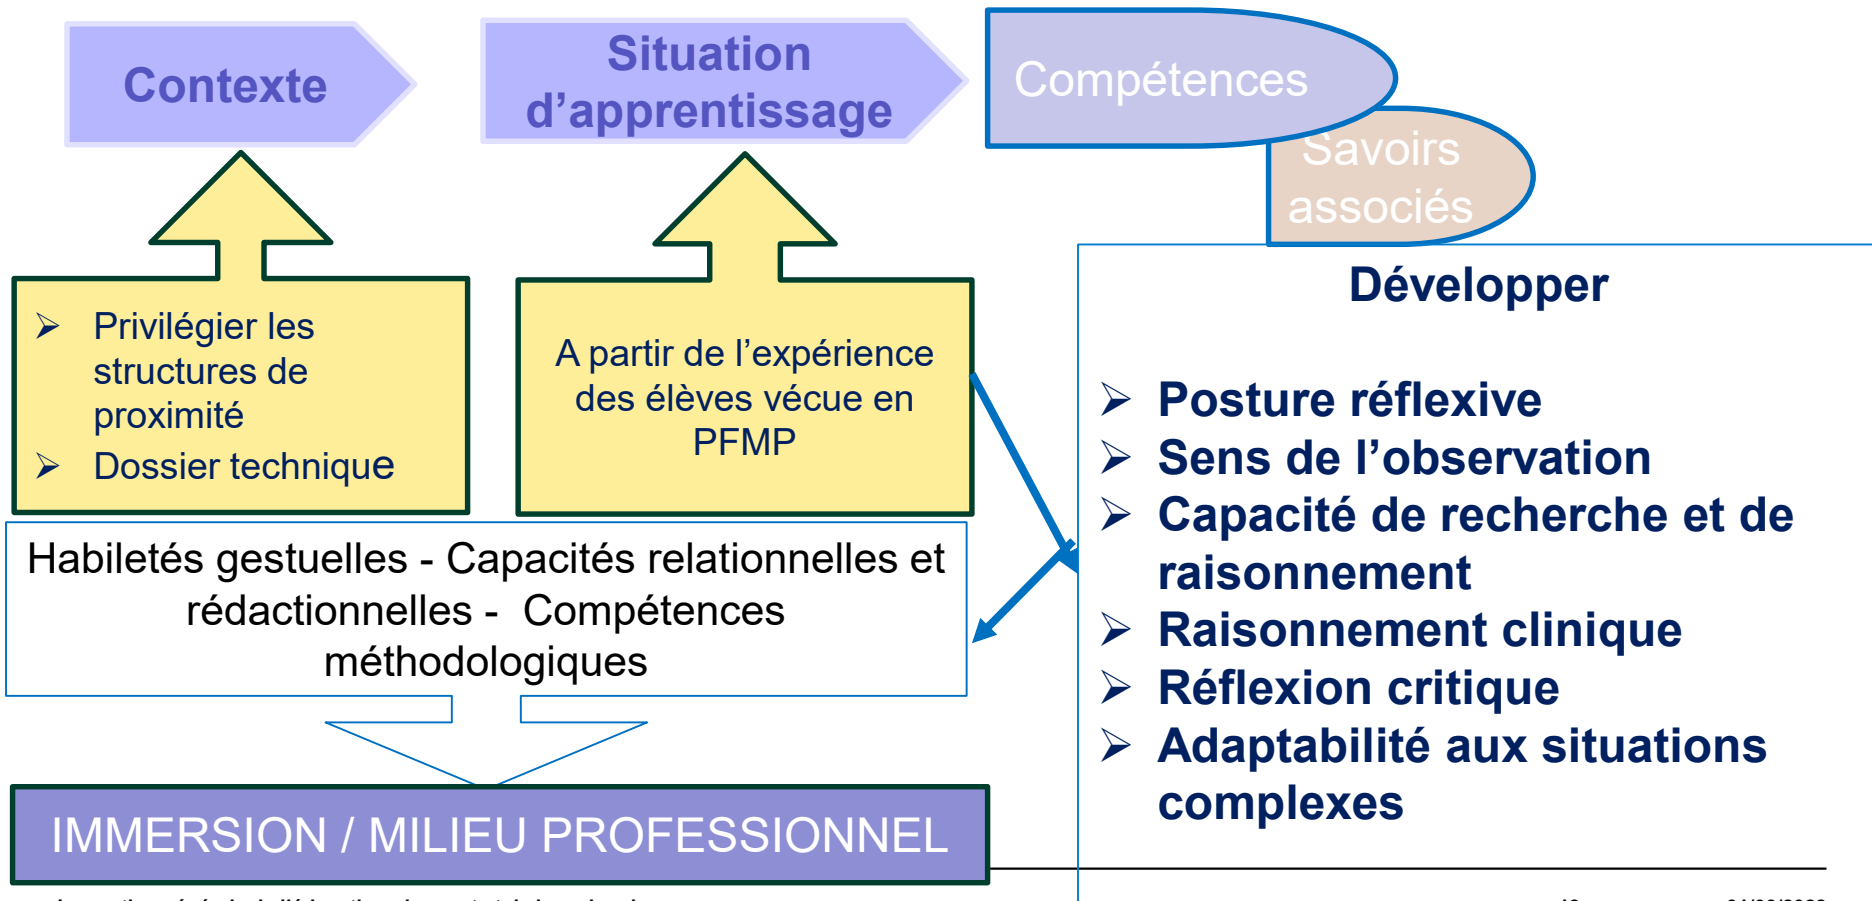 Contexte
Situation
d’apprentissage
Compétences
Savoirs
associés
➢ Privilégier les
structures de
proximité
➢ Dossier technique
A partir de l’expérience
des élèves vécue en
PFMP
Développer
➢ Posture réflexive
➢ Sens de l’observation
➢ Capacité de recherche et de
raisonnement
➢ Raisonnement clinique
➢ Réflexion critique
➢ Adaptabilité aux situations
complexes
Habiletés gestuelles - Capacités relationnelles et
rédactionnelles - Compétences
méthodologiques
IMMERSION / MILIEU PROFESSIONNEL